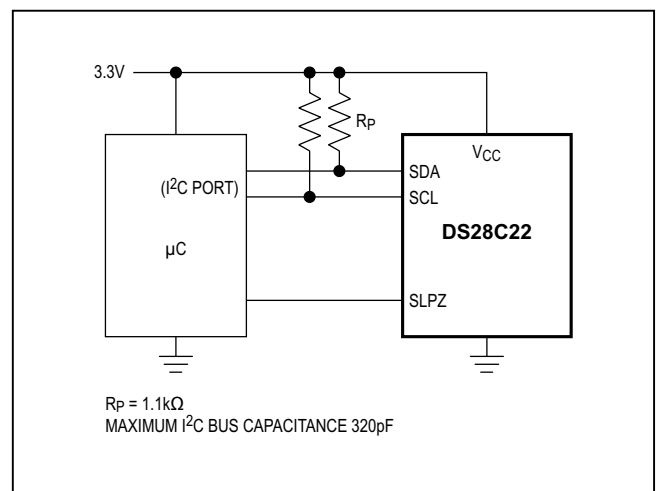 3.3V
RP
VCC
SDA
(I²C PORT)
SCL
DS28C22
µC
SLPZ
RP = 1.1kΩ
MAXIMUM I²C BUS CAPACITANCE 320pF